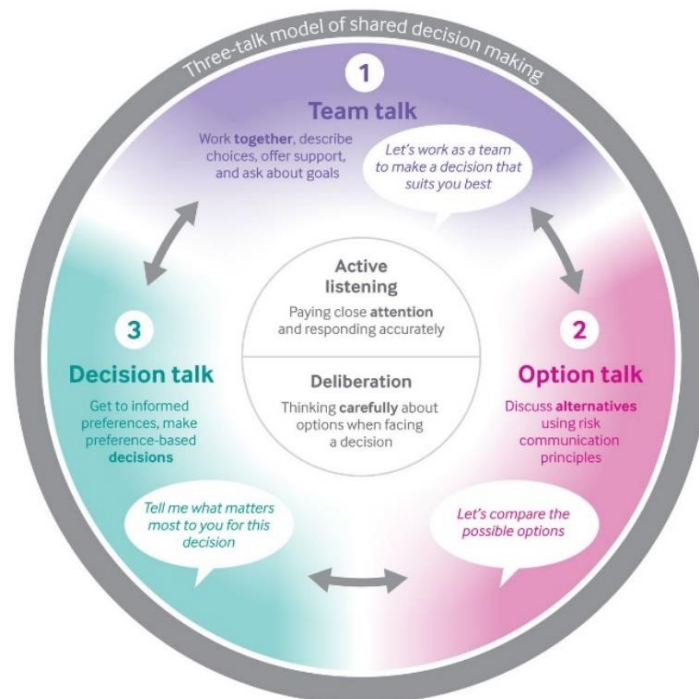 Three-talk model of shared decision making
1
Team talk
Work together, describe
choices, offer support,
and ask about goals
Let's work as a team
to make a decision that
suits you best
Active
listening
Paying close attention
and responding accurately
Deliberation
Thinking carefully about
options when facing
a decision
2
Option talk
Discuss alternatives
using risk
communication
principles
Let's compare the
possible options
3
Decision talk
Get to informed
preferences, make
preference-based
decisions
Tell me what matters
most to you for this
decision